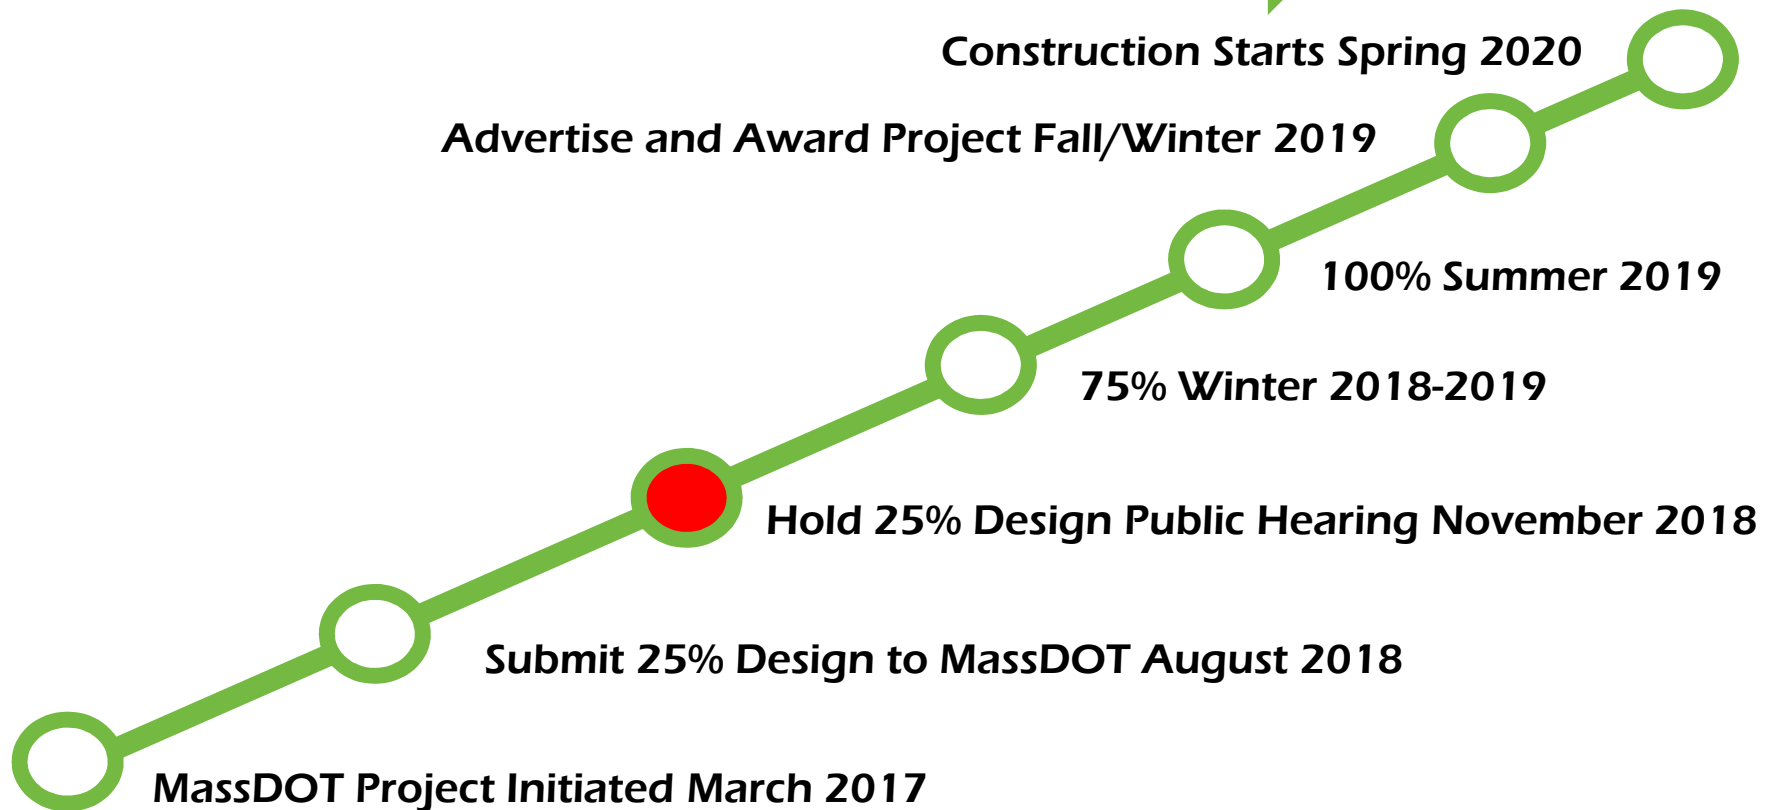 Construction Starts Spring 2020
Advertise and Award Project Fall/Winter 2019
100% Summer 2019
75% Winter 2018-2019
Hold 25% Design Public Hearing November 2018
Submit 25% Design to MassDOT August 2018
MassDOT Project Initiated March 2017